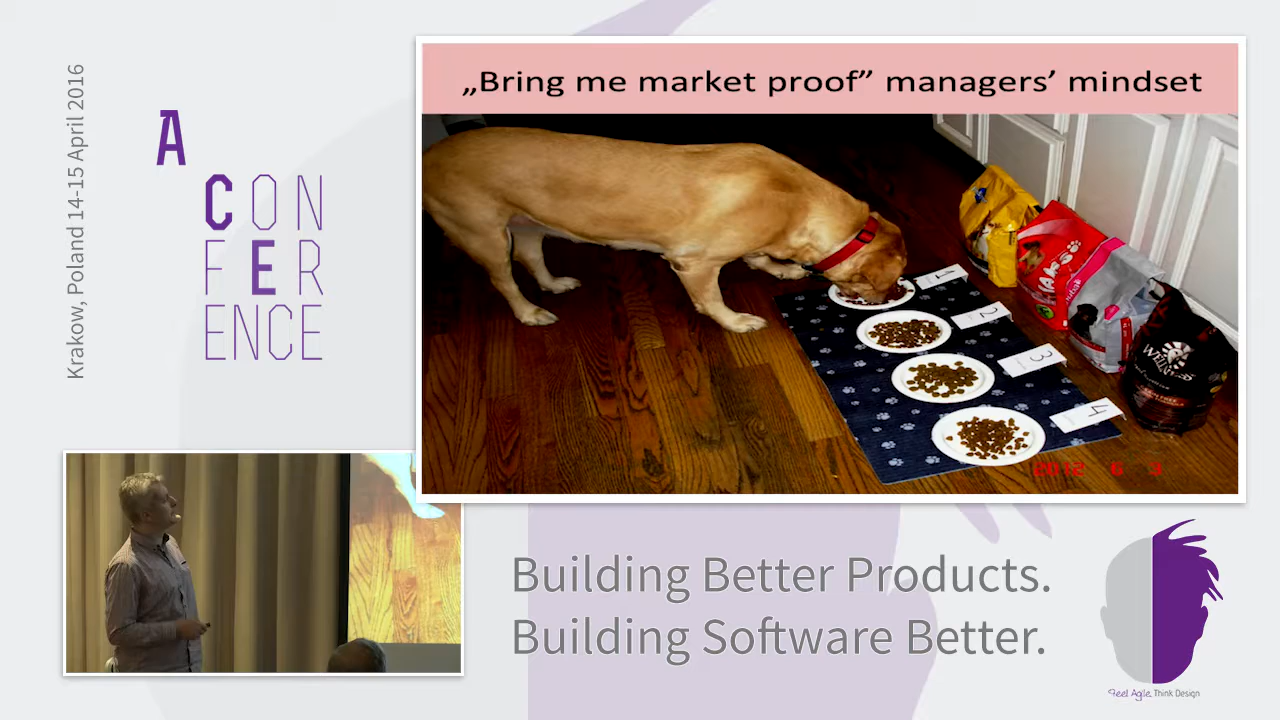 Krakow, Poland 14-15 April 2016
A
CON
FER
ENCE
„Bring me market proof” managers’ mindset
1
2
3
4
WELLNESS
2012 6 3
Building Better Products.
Building Software Better.
Feel Agile. Think Design